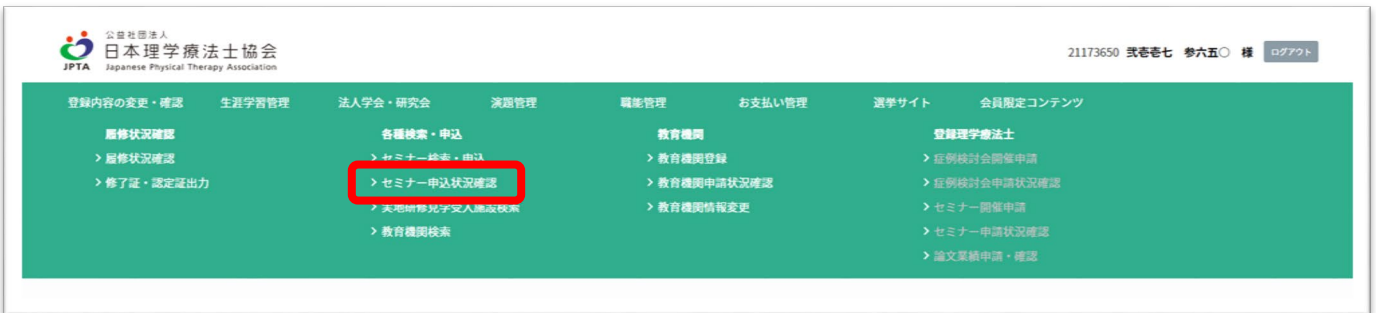 公益社団法人
日本理学療法士協会
JPTA Japanese Physical Therapy Association
21173650 弐壱壱七 参六五〇 様 ログアウト
登録内容の変更・確認 生涯学習管理 法人学会・研究会 演題管理 職能管理 お支払い管理 選挙サイト 会員限定コンテンツ
履修状況確認 各種検索・申込 教育機関 登録理学療法士
> 履修状況確認 > セミナー検索・申込 > 教育機関登録 > 症例検討会開催申請
> 修了証・認定証出力 > セミナー申込状況確認 > 教育機関申請状況確認 > 症例検討会申請状況確認
> 実地研修見学受入施設検索 > 教育機関情報変更 > セミナー開催申請
> 教育機関検索 > セミナー申請状況確認
> 論文業績申請・確認